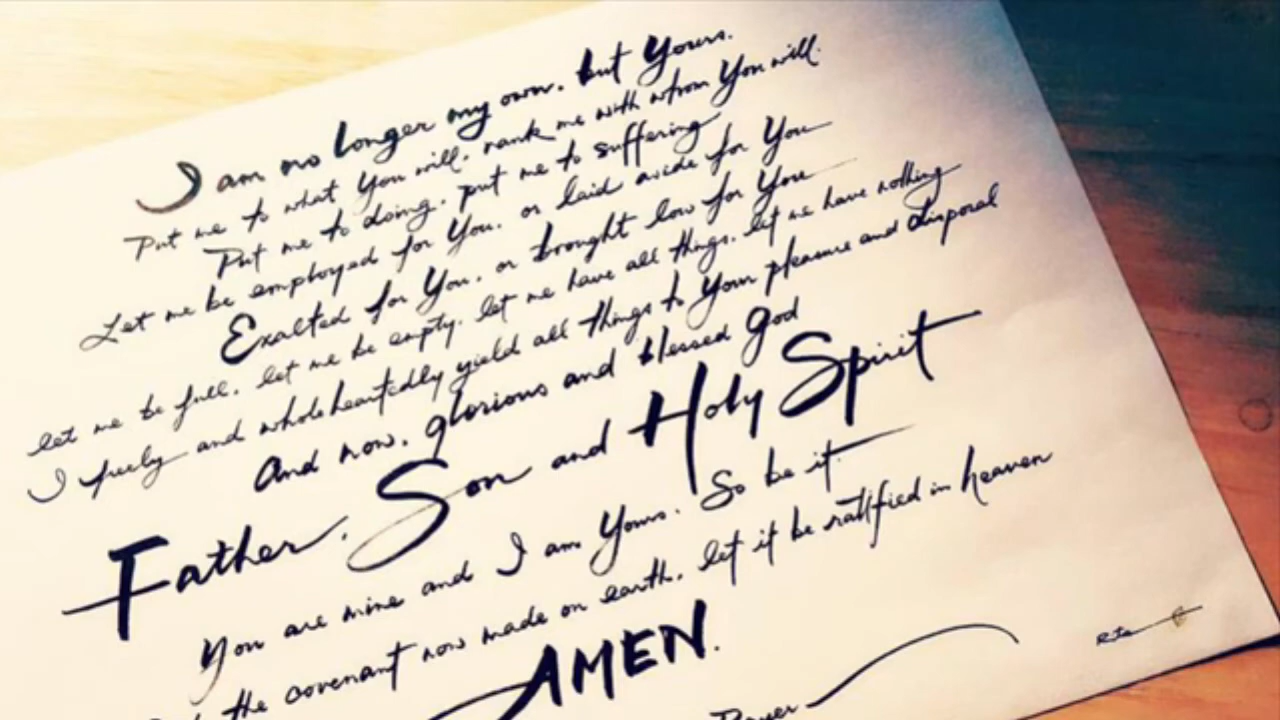 I am no longer my own. but Yours.
Put me to what You will. rank me with whom You will.
Put me to doing. put me to suffering
Let me be employed for You. or laid aside for You
Exalted for You. or brought low for You
let me be full. let me be empty. let me have all things. let me have nothing
I freely and wholeheartedly yield all things to Your pleasure and disposal
And now. glorious and blessed God
Father. Son and Holy Spirit
You are mine and I am Yours. So be it
the covenant now made on earth. let it be ratified in heaven
AMEN.